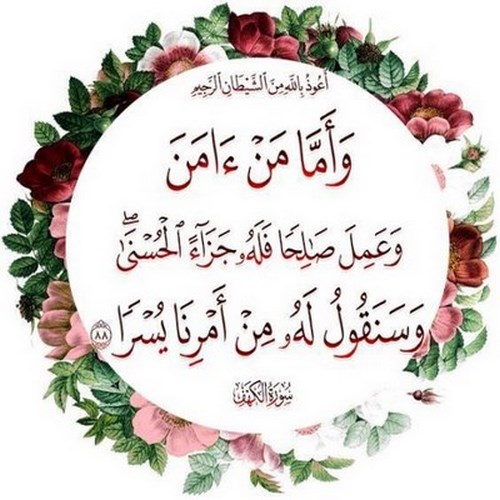 أَعُوذُ بِاللَّهِ مِنَ الشَّيْطَانِ الرَّجِيمِ
وَأَمَّا مَنْ ءَامَنَ
وَعَمِلَ صَٰلِحًا فَلَهُۥ جَزَآءً ٱلْحُسْنَىٰ ۖ
وَسَنَقُولُ لَهُۥ مِنْ أَمْرِنَا يُسْرًا ٨٨
سُورَةُ الكَهْفِ